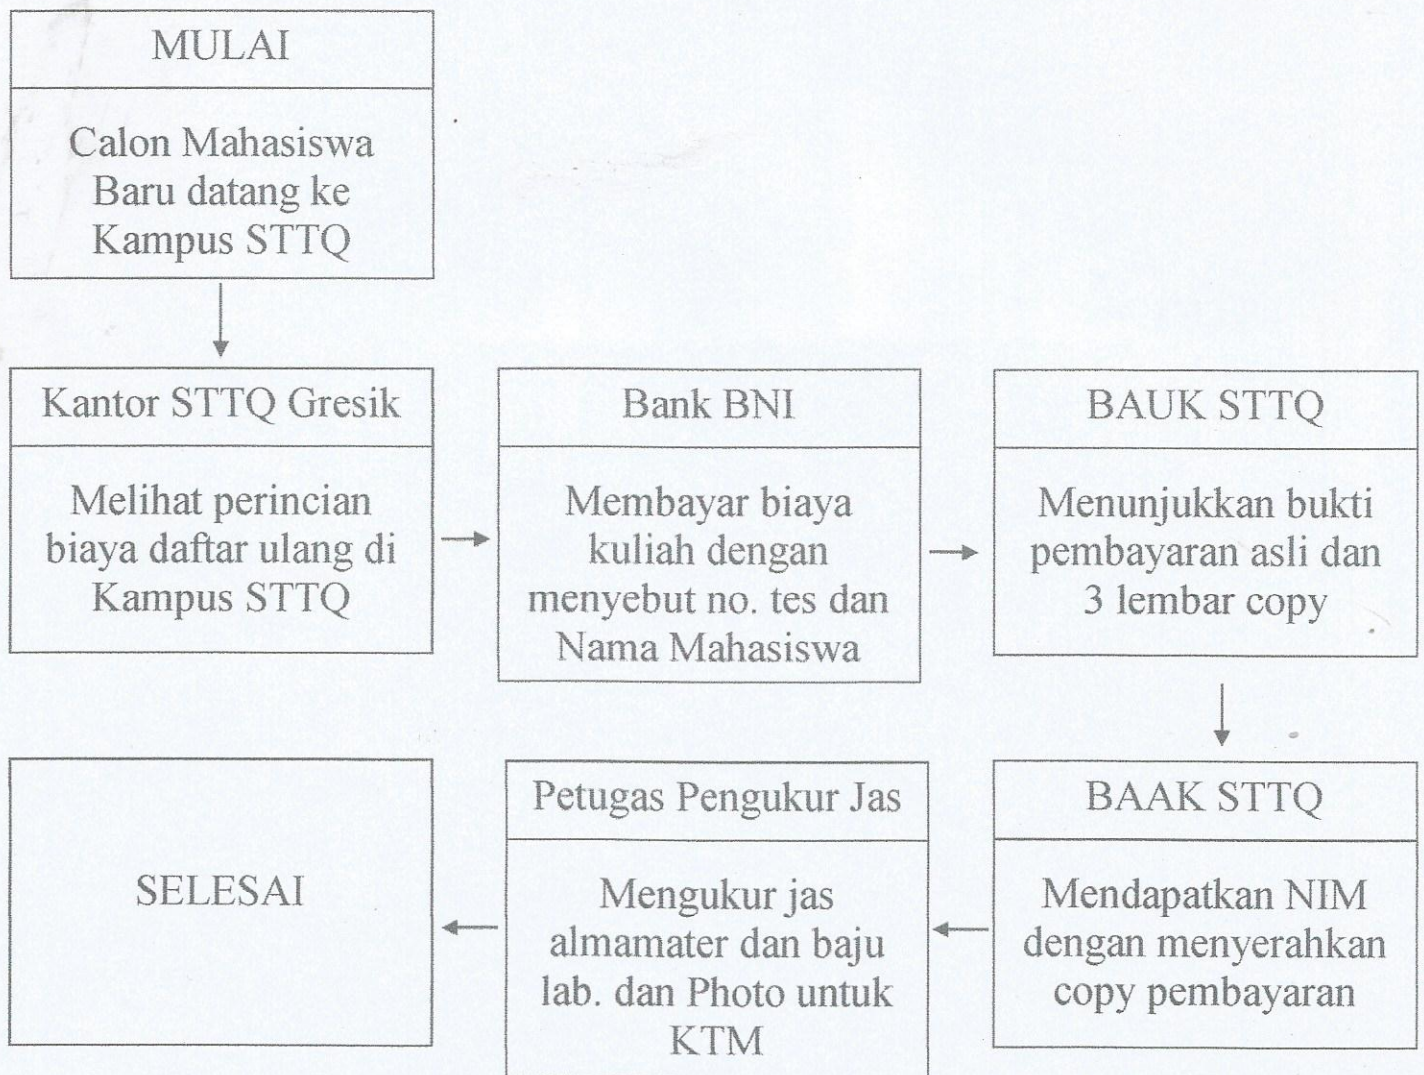 MULAI
Calon Mahasiswa
Baru datang ke
Kampus STTQ
Kantor STTQ Gresik
Melihat perincian
biaya daftar ulang di
Kampus STTQ
Bank BNI
Membayar biaya
kuliah dengan
menyebut no. tes dan
Nama Mahasiswa
BAUK STTQ
Menunjukkan bukti
pembayaran asli dan
3 lembar copy
BAAK STTQ
Mendapatkan NIM
dengan menyerahkan
copy pembayaran
Petugas Pengukur Jas
Mengukur jas
almamater dan baju
lab. dan Photo untuk
KTM
SELESAI